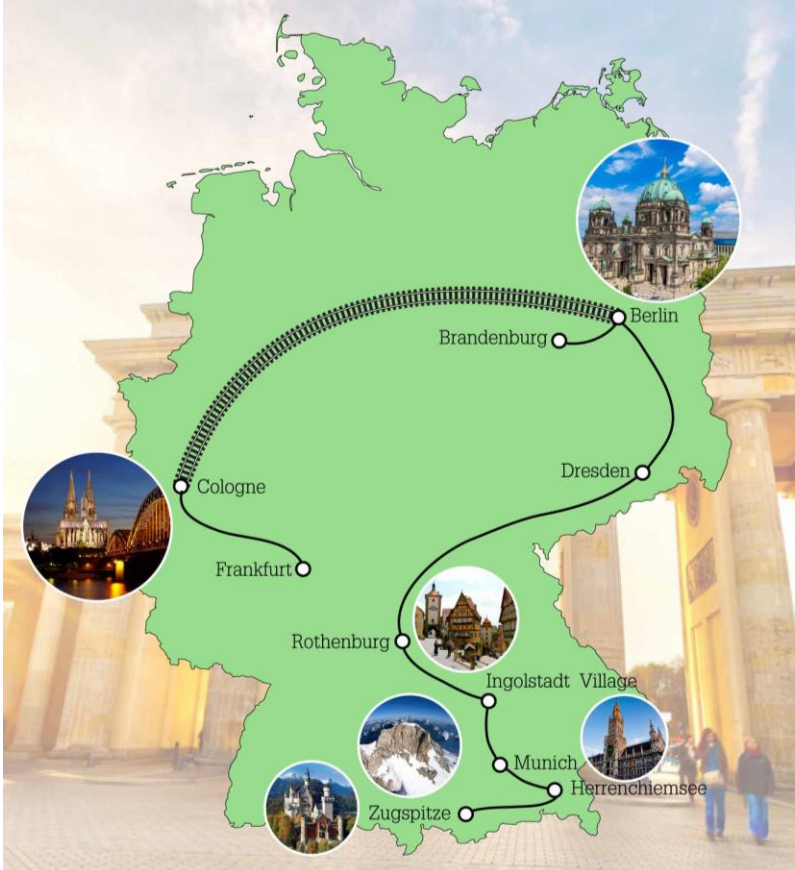 Berlin
Brandenburg
Dresden
Cologne
Frankfurt
Rothenburg
Ingolstadt Village
Munich
Herrenchiemsee
Zugspitze